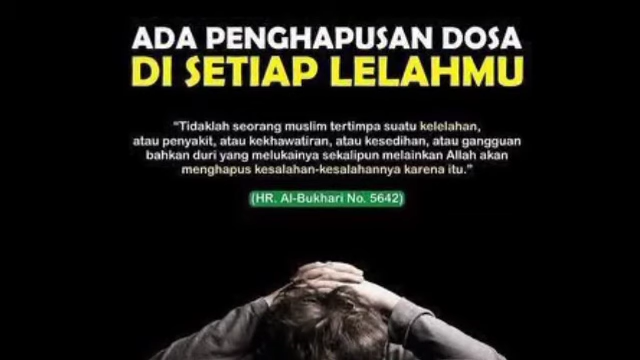 ADA PENGHAPUSAN DOSA
DI SETIAP LELAHMU
"Tidaklah seorang muslim tertimpa suatu kelelahan,
atau penyakit, atau kekhawatiran, atau kesedihan, atau gangguan
bahkan duri yang melukainya sekalipun melainkan Allah akan
menghapus kesalahan-kesalahannya karena itu."
(HR. Al-Bukhari No. 5642)